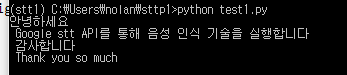 (stt1) C:₩Users₩nolan₩sttp1>python test1.py
안녕하세요
Google stt API를 통해 음성 인식 기술을 실행합니다
감사합니다
Thank you so much